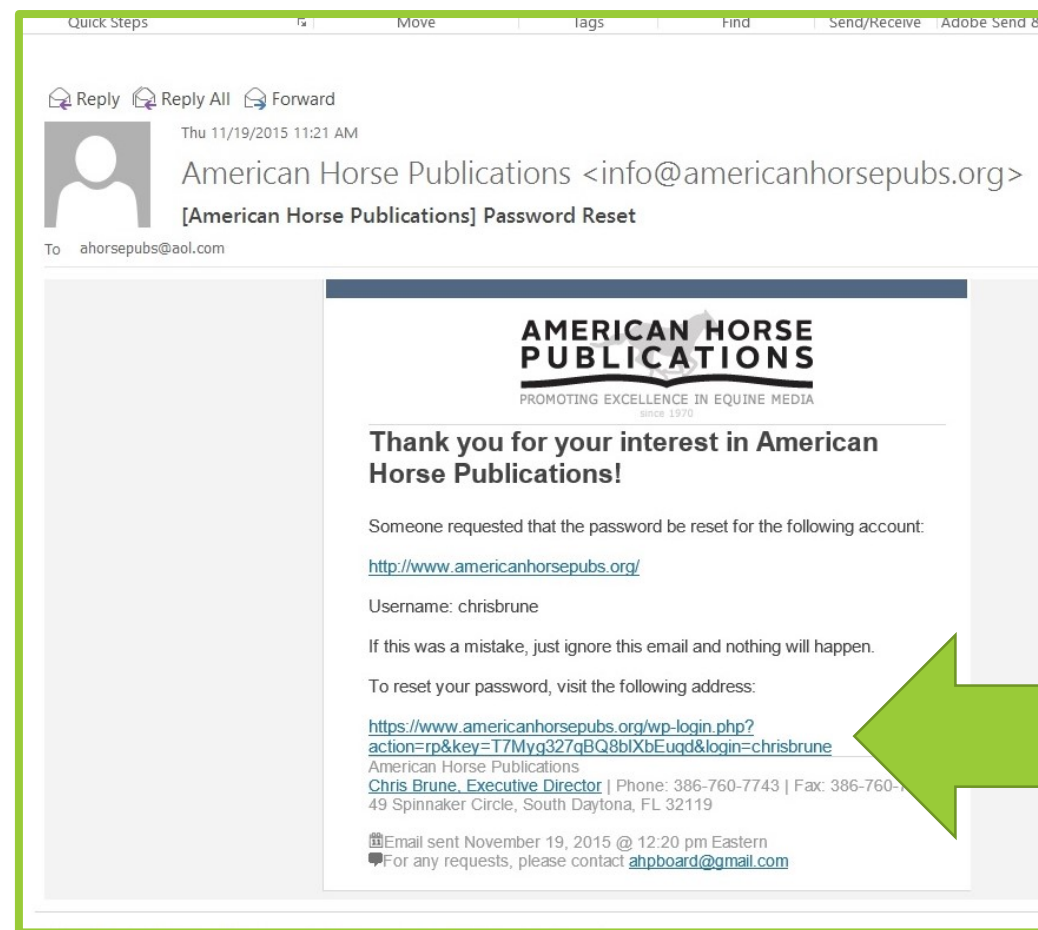 Quick Steps Move Tags Find Send/Receive Adobe Send &
Reply Reply All Forward
Thu 11/19/2015 11:21 AM
American Horse Publications <info@americanhorsepubs.org>
[American Horse Publications] Password Reset
To ahorsepubs@aol.com
AMERICAN HORSE
PUBLICATIONS
PROMOTING EXCELLENCE IN EQUINE MEDIA
since 1970
Thank you for your interest in American
Horse Publications!
Someone requested that the password be reset for the following account:
http://www.americanhorsepubs.org/
Username: chrisbrune
If this was a mistake, just ignore this email and nothing will happen.
To reset your password, visit the following address:
https://www.americanhorsepubs.org/wp-login.php?
action=rp&key=T7Myg327qBQ8blXbEuqd&login=chrisbrune
American Horse Publications
Chris Brune, Executive Director | Phone: 386-760-7743 | Fax: 386-760-
49 Spinnaker Circle, South Daytona, FL 32119
Email sent November 19, 2015 @ 12:20 pm Eastern
For any requests, please contact ahpboard@gmail.com